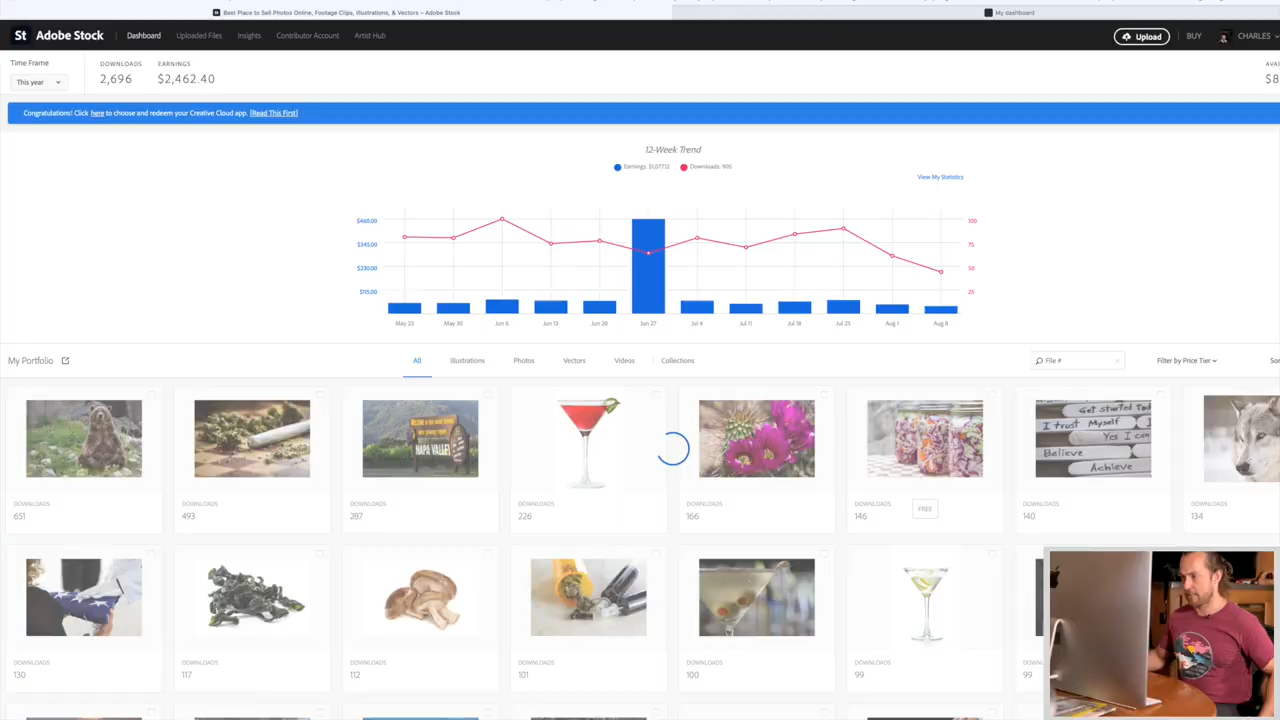 Best Place to Sell Photos Online, Footage Clips, Illustrations, & Vectors – Adobe Stock
My dashboard
St Adobe Stock
Dashboard
Uploaded Files
Insights
Contributor Account
Artist Hub
Upload
BUY
CHARLES
Time Frame
This year
DOWNLOADS
2,696
EARNINGS
$2,462.40
$8
Congratulations! Click here to choose and redeem your Creative Cloud app. [Read This First]
12-Week Trend
Earnings: $1,077.12
Downloads: 905
View My Statistics
$460.00
$345.00
$230.00
$115.00
100
75
50
25
May 23
May 30
Jun 6
Jun 13
Jun 20
Jun 27
Jul 4
Jul 11
Jul 18
Jul 25
Aug 1
Aug 8
My Portfolio
All
Illustrations
Photos
Vectors
Videos
Collections
File #
Filter by Price Tier
NAPA VALLEY
I trust Myself
Yes I can
Believe
Achieve
DOWNLOADS
651
DOWNLOADS
493
DOWNLOADS
287
DOWNLOADS
226
DOWNLOADS
166
DOWNLOADS
146
FREE
DOWNLOADS
140
DOWNLOADS
134
DOWNLOADS
130
DOWNLOADS
117
DOWNLOADS
112
DOWNLOADS
101
DOWNLOADS
100
DOWNLOADS
99
99